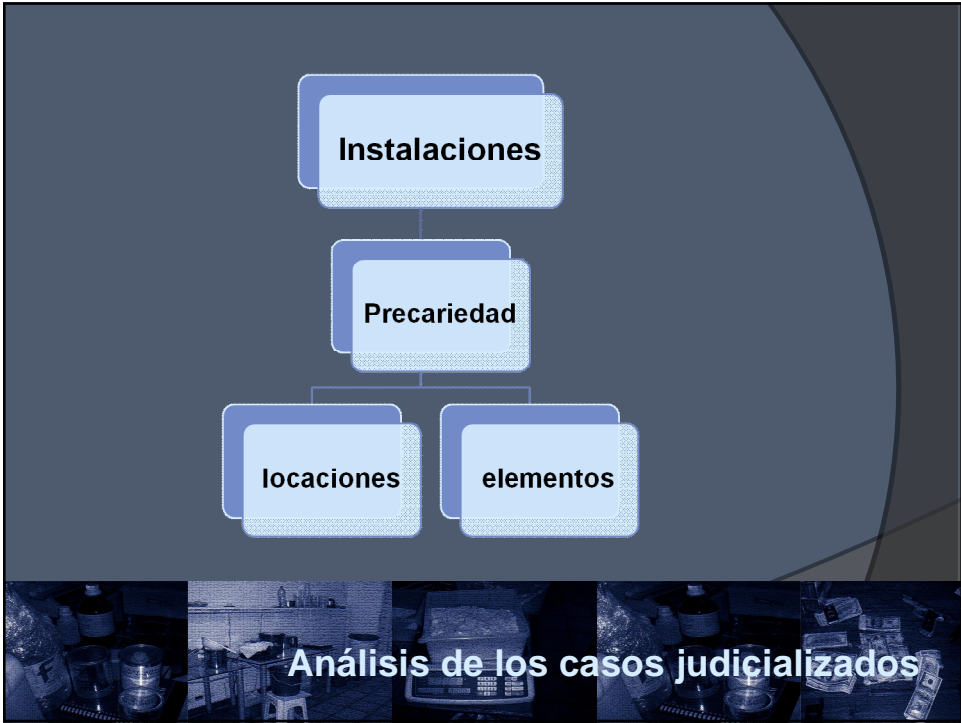 Instalaciones
Precariedad
locaciones elementos
Análisis de los casos judicializados